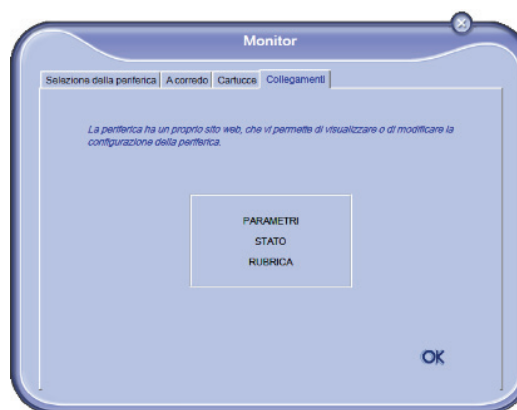 Monitor
Selezione della periferica A corredo Cartucce Collegamenti
La periferica ha un proprio sito web, che vi permette di visualizzare o di modificare la
configurazione della periferica.
PARAMETRI
STATO
RUBRICA
OK